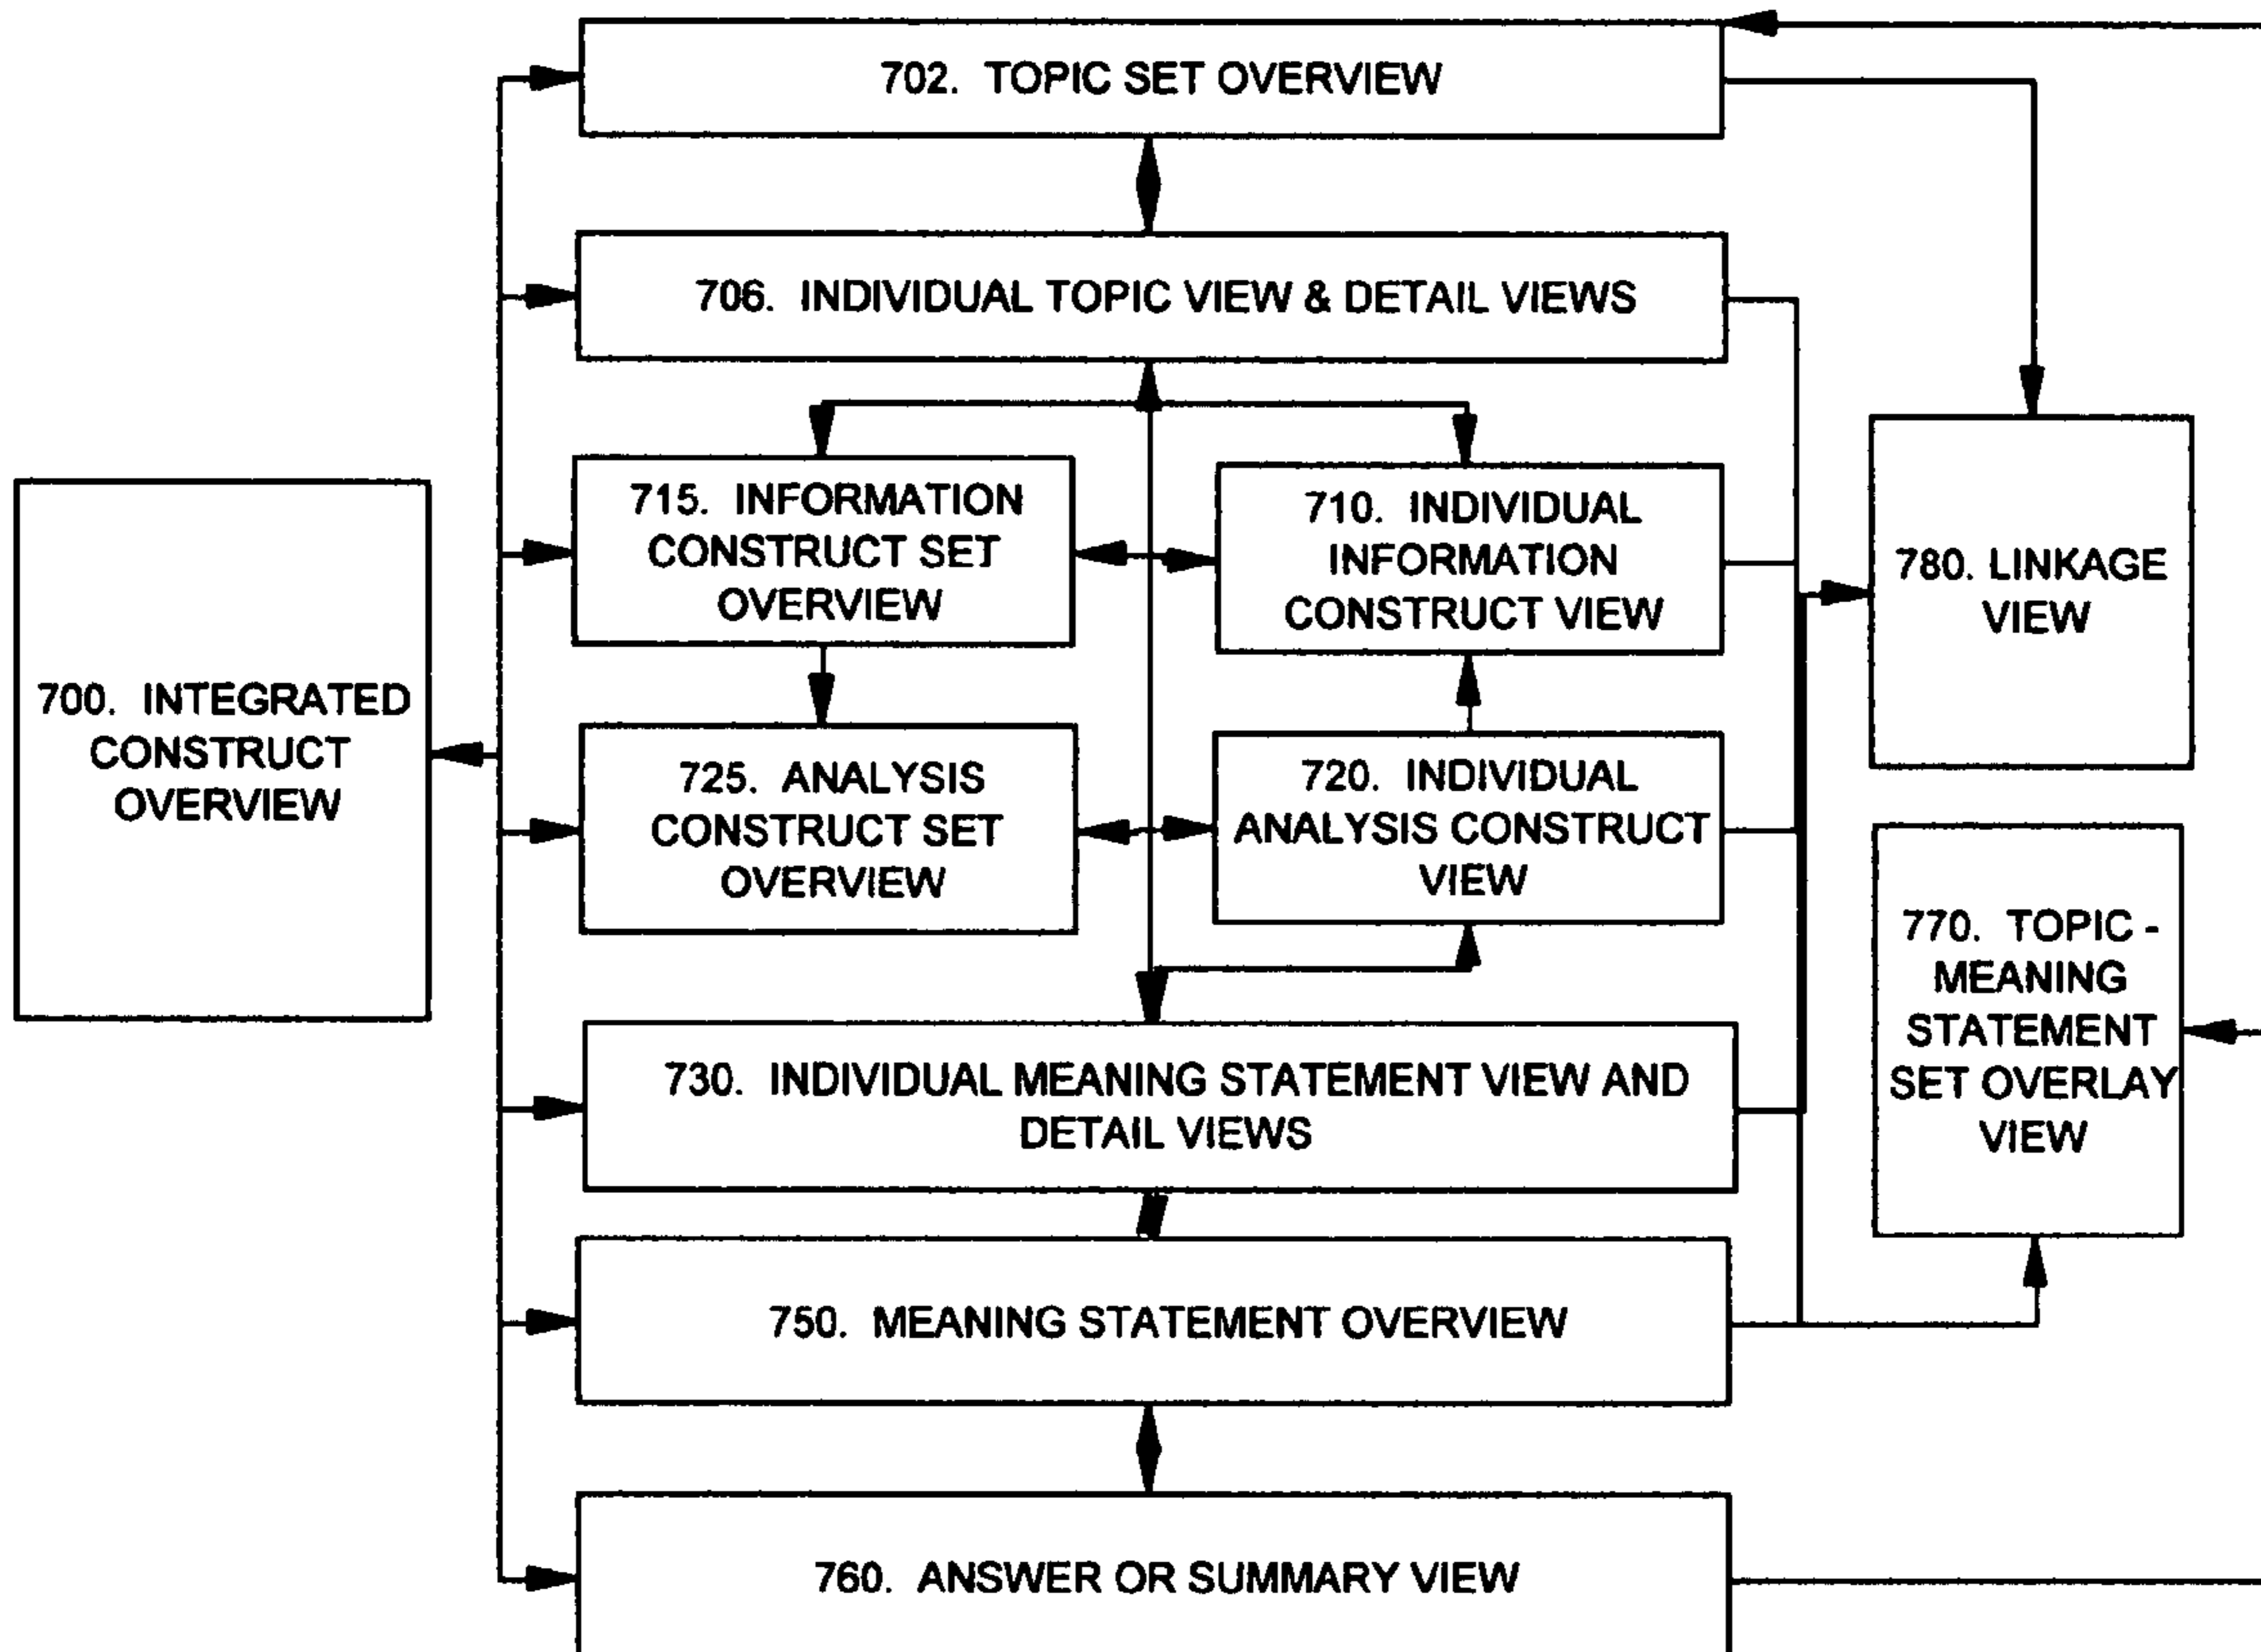 702. TOPIC SET OVERVIEW
706. INDIVIDUAL TOPIC VIEW & DETAIL VIEWS
715. INFORMATION
CONSTRUCT SET
OVERVIEW
710. INDIVIDUAL
INFORMATION
CONSTRUCT VIEW
780. LINKAGE
VIEW
700. INTEGRATED
CONSTRUCT
OVERVIEW
725. ANALYSIS
CONSTRUCT SET
OVERVIEW
720. INDIVIDUAL
ANALYSIS CONSTRUCT
VIEW
770. TOPIC -
MEANING
STATEMENT
SET OVERLAY
VIEW
730. INDIVIDUAL MEANING STATEMENT VIEW AND
DETAIL VIEWS
750. MEANING STATEMENT OVERVIEW
760. ANSWER OR SUMMARY VIEW